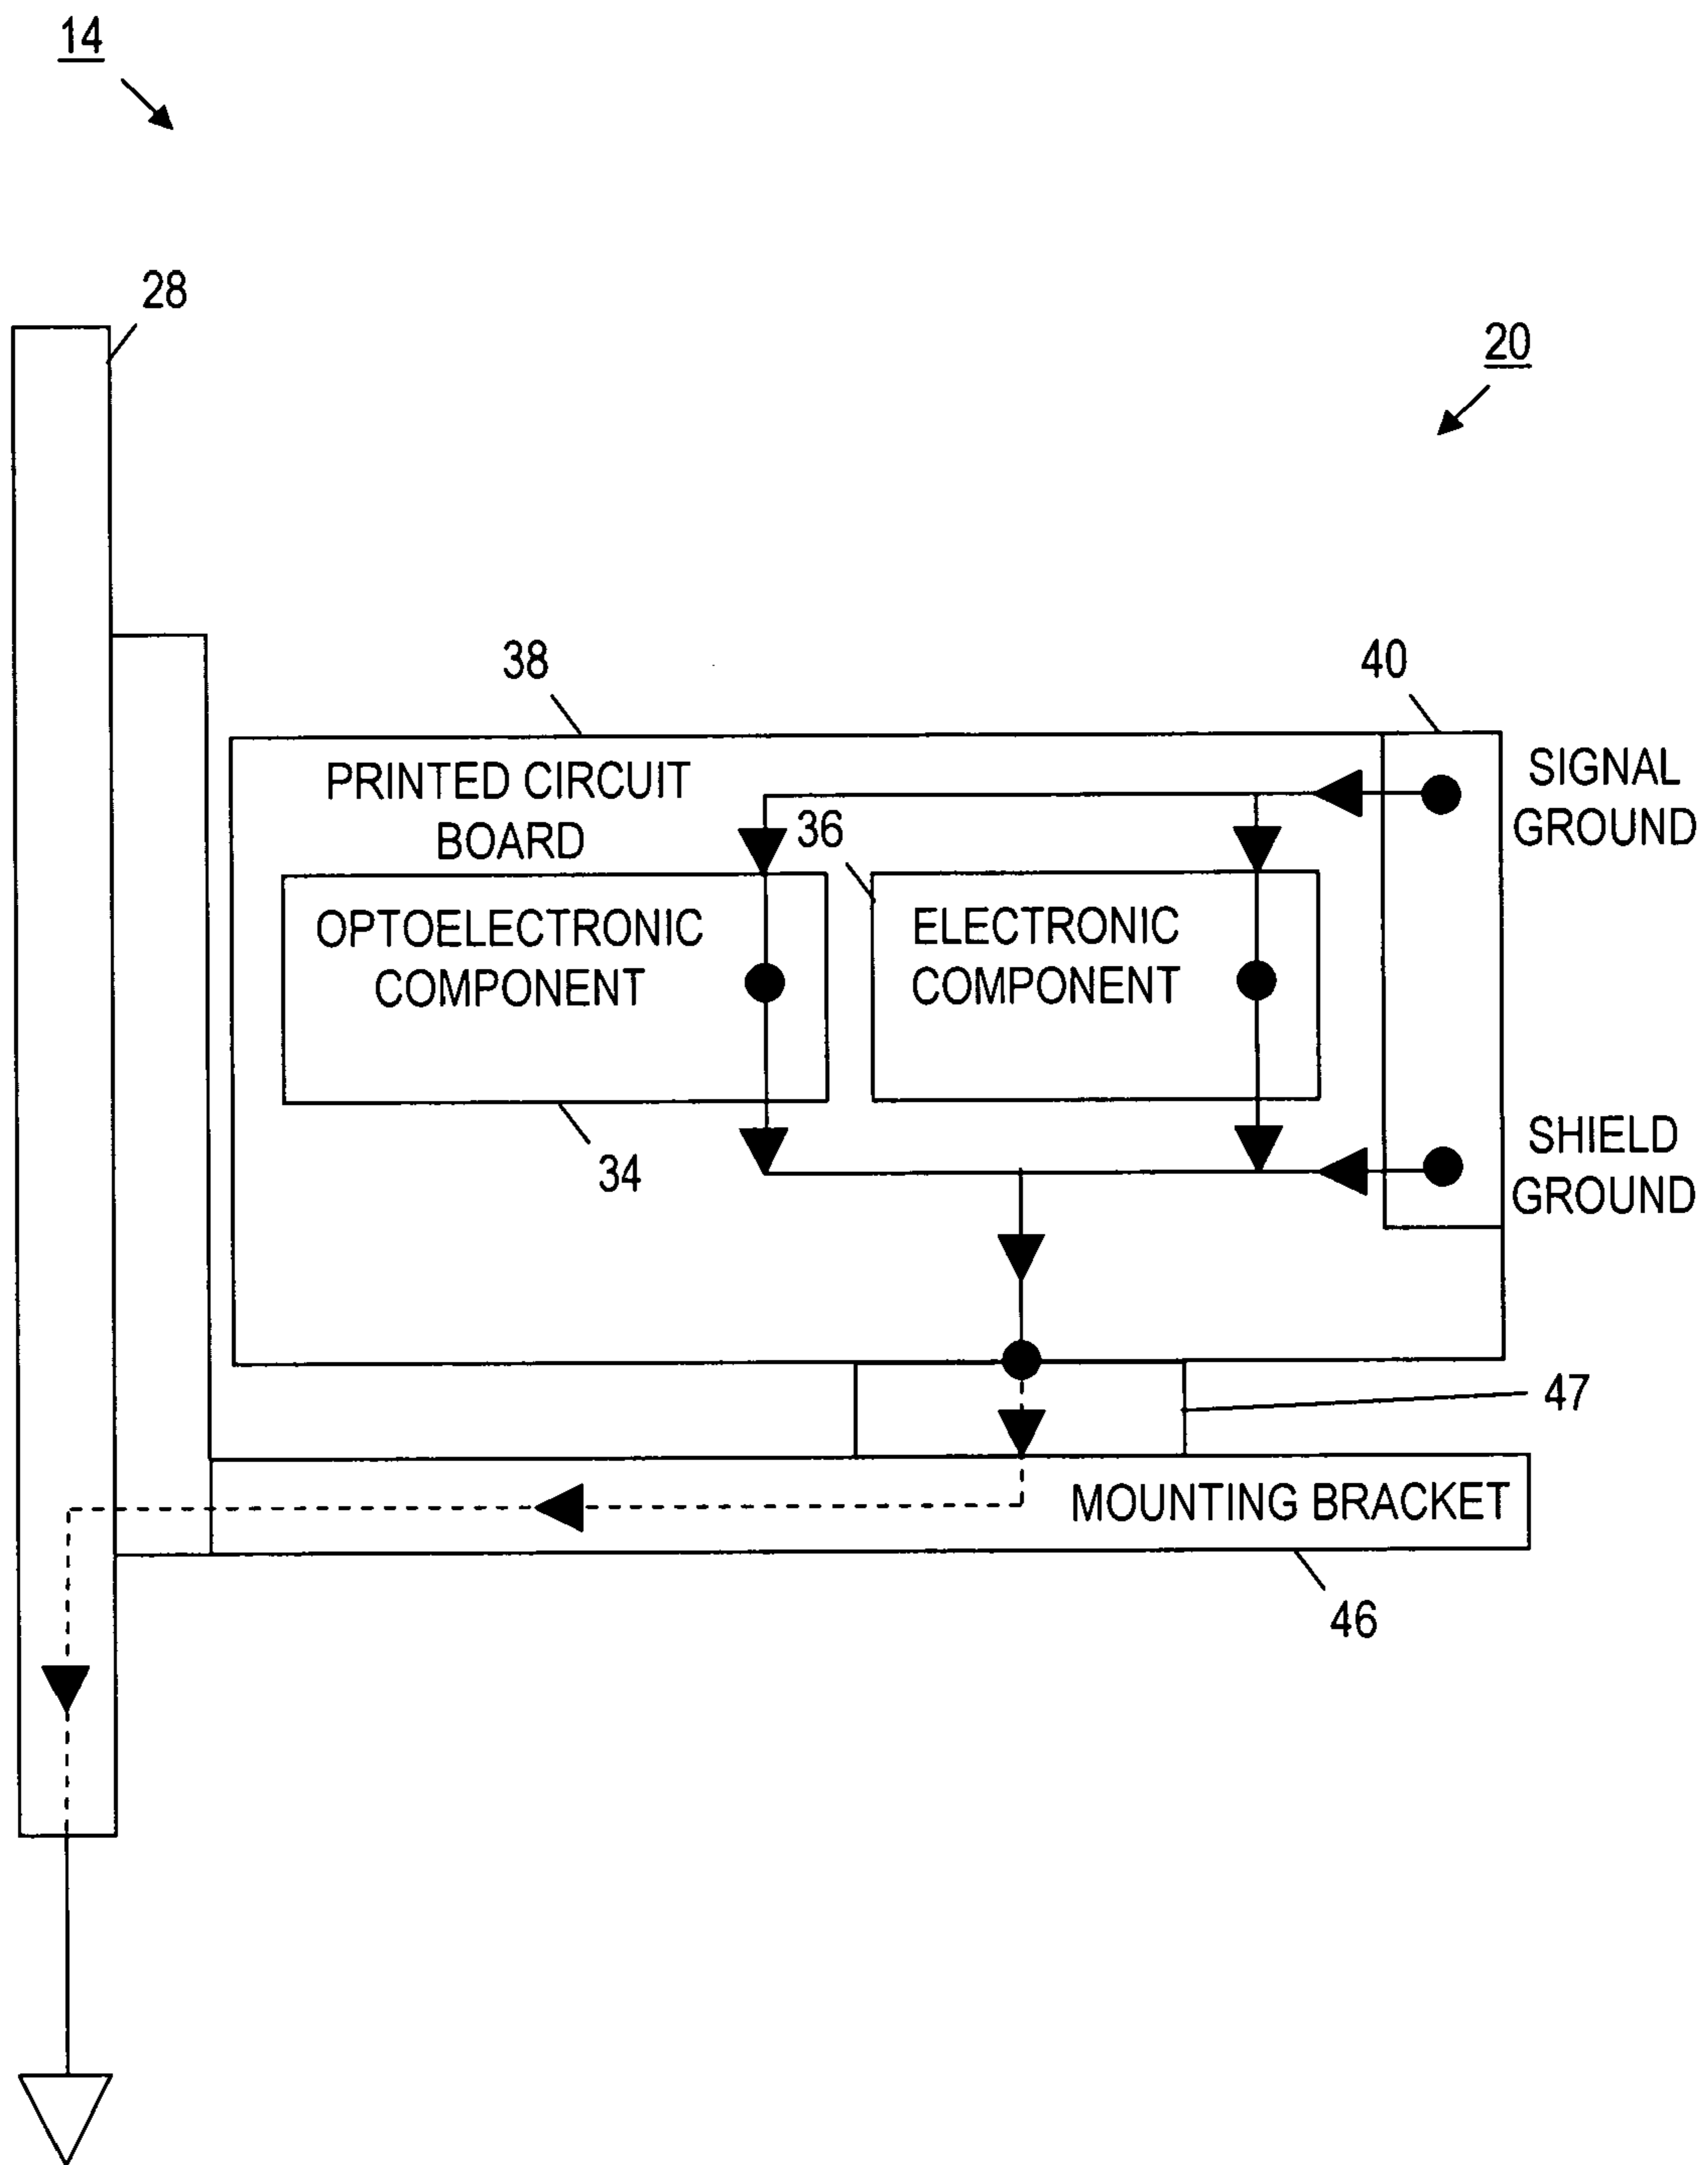 14
28
20
38
40
PRINTED CIRCUIT
BOARD
SIGNAL
GROUND
36
OPTOELECTRONIC
COMPONENT
ELECTRONIC
COMPONENT
34
SHIELD
GROUND
47
MOUNTING BRACKET
46